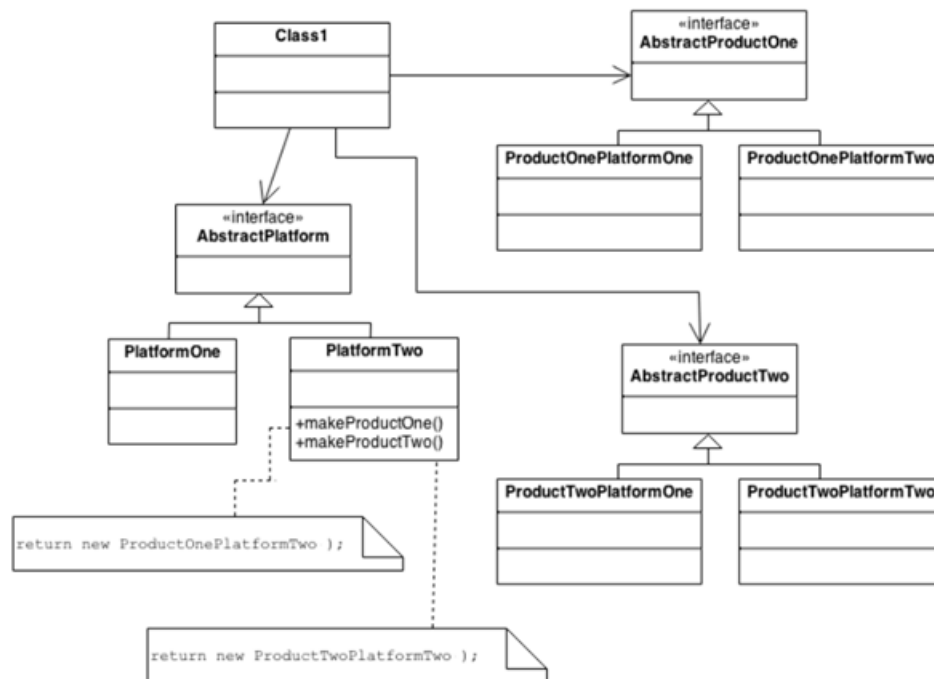 Class1
«interface»
AbstractProductOne
ProductOnePlatformOne
ProductOnePlatformTwo
«interface»
AbstractPlatform
PlatformOne
PlatformTwo
+makeProductOne()
+makeProductTwo()
«interface»
AbstractProductTwo
ProductTwoPlatformOne
ProductTwoPlatformTwo
return new ProductOnePlatformTwo );
return new ProductTwoPlatformTwo );